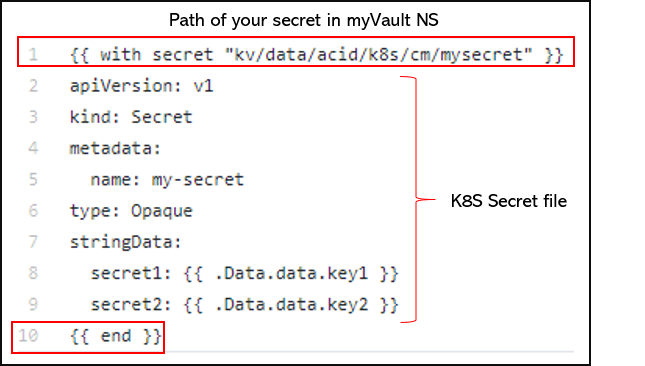 Path of your secret in myVault NS
1 {{ with secret "kv/data/acid/k8s/cm/mysecret" }}
2 apiVersion: v1
3 kind: Secret
4 metadata:
5 name: my-secret
K8S Secret file
6 type: Opaque
7 stringData:
8 secret1: {{ .Data.data.key1 }}
9 secret2: {{ .Data.data.key2 }}
10 {{ end }}